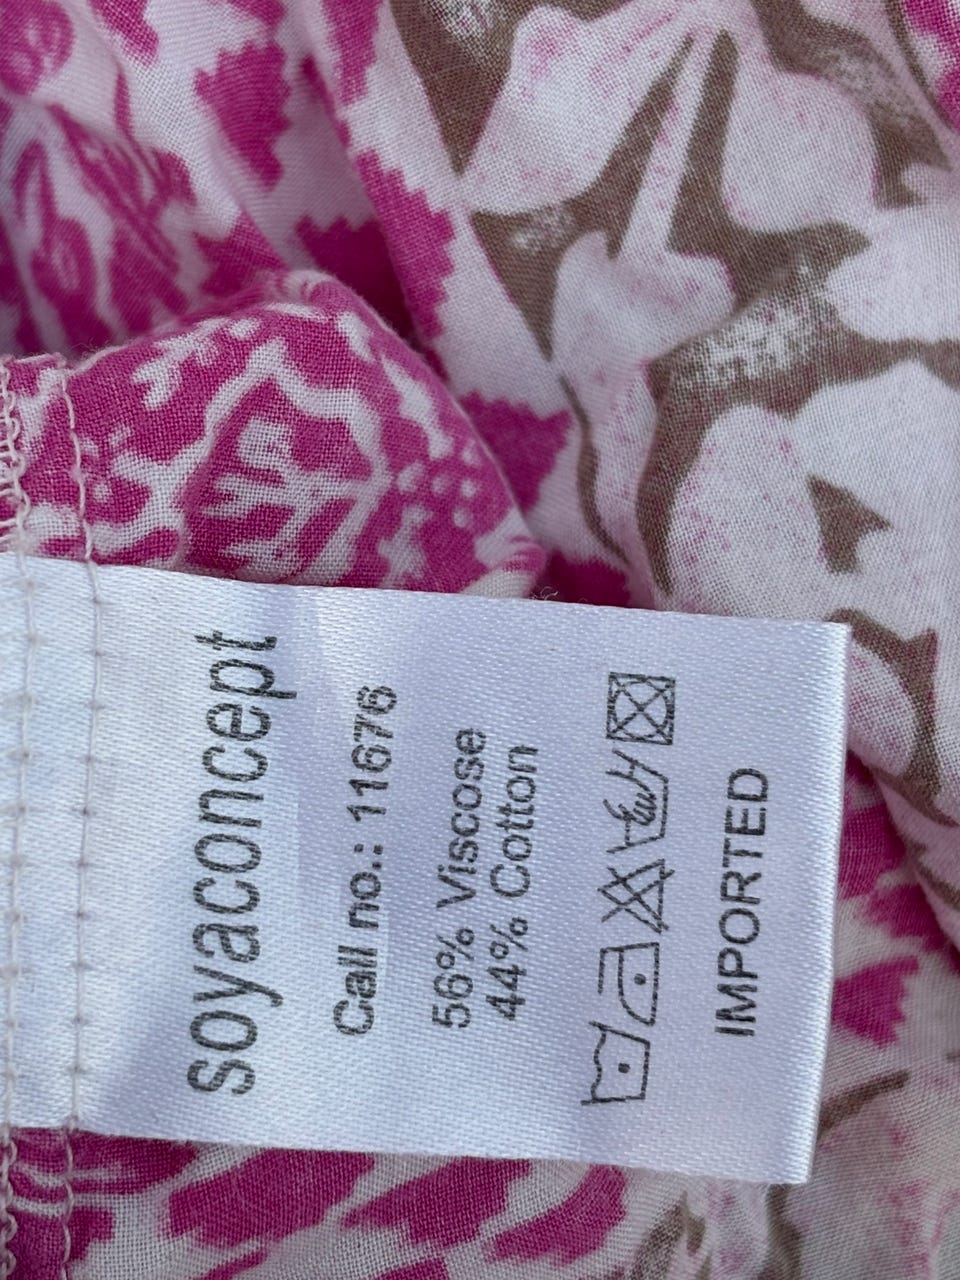 soyaconcept
Call no.: 11676
56% Viscose
44% Cotton
IMPORTED